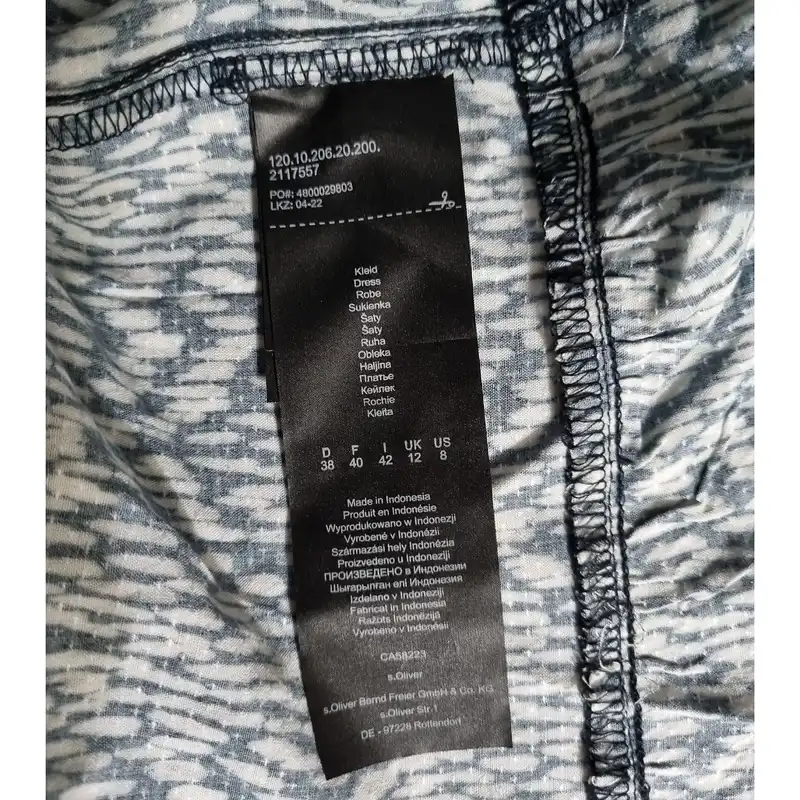 120.10.206.20.200.
2117557
PO#: 4800029803
LKZ: 04-22
Kleid
Dress
Robe
Sukienka
Šaty
Šaty
Ruha
Obleka
Haljina
Платье
Көйлек
Rochie
Kleita
D F I UK US
38 40 42 12 8
Made in Indonesia
Produit en Indonésie
Wyprodukowano w Indonezji
Vyrobené v Indonézii
Származási hely Indonézia
Proizvedeno u Indoneziji
ПРОИЗВЕДЕНО в Индонезии
Шығарылған елі Индонезия
Izdelano v Indoneziji
Fabricat in Indonesia
Ražots Indonēzijā
Vyrobeno v Indonésii
CA58223
s.Oliver
s.Oliver Bernd Freier GmbH & Co. KG
s.Oliver Str.1
DE - 97228 Rottendorf